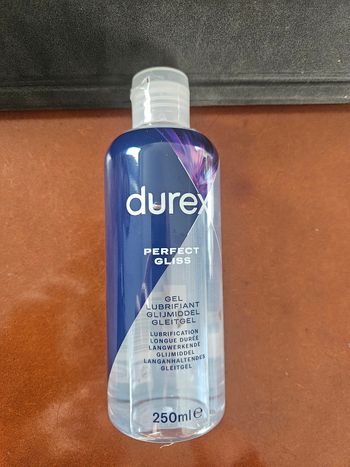 durex
PERFECT
GLISS
GEL
LUBRIFIANT
GLIJMIDDEL
GLEITGEL
LUBRIFICATION
LONGUE DURÉE
LANGWERKENDE
GLIJMIDDEL
LANGANHALTENDES
GLEITGEL
250ml℮